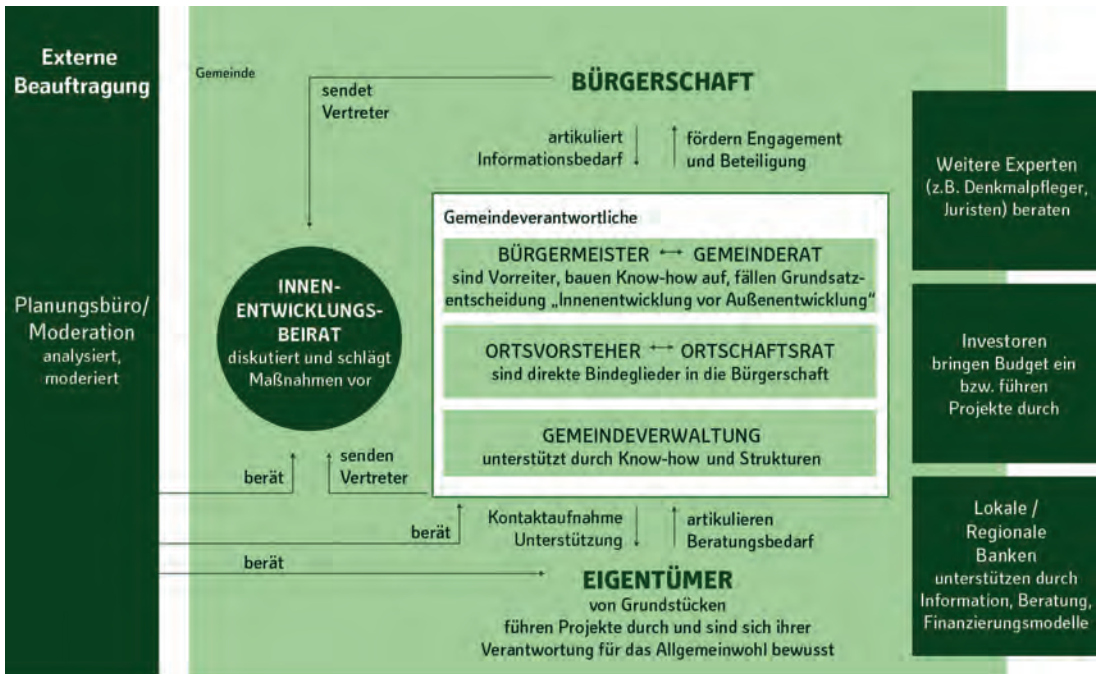 Externe
Beauftragung
Planungsbüro/
Moderation
analysiert,
moderiert
Gemeinde
BÜRGERSCHAFT
sendet
Vertreter
artikuliert
Informationsbedarf
fördern Engagement
und Beteiligung
INNEN-
ENTWICKLUNGS-
BEIRAT
diskutiert und schlägt
Maßnahmen vor
Gemeindeverantwortliche
BÜRGERMEISTER ↔ GEMEINDERAT
sind Vorreiter, bauen Know-how auf, fällen Grundsatz-
entscheidung „Innenentwicklung vor Außenentwicklung“
ORTSVORSTEHER ↔ ORTSCHAFTSRAT
sind direkte Bindeglieder in die Bürgerschaft
GEMEINDEVERWALTUNG
unterstützt durch Know-how und Strukturen
berät
senden
Vertreter
berät
berät
Kontaktaufnahme
Unterstützung
artikulieren
Beratungsbedarf
EIGENTÜMER
von Grundstücken
führen Projekte durch und sind sich ihrer
Verantwortung für das Allgemeinwohl bewusst
Weitere Experten
(z.B. Denkmalpfleger,
Juristen) beraten
Investoren
bringen Budget ein
bzw. führen
Projekte durch
Lokale /
Regionale
Banken
unterstützen durch
Information, Beratung,
Finanzierungsmodelle